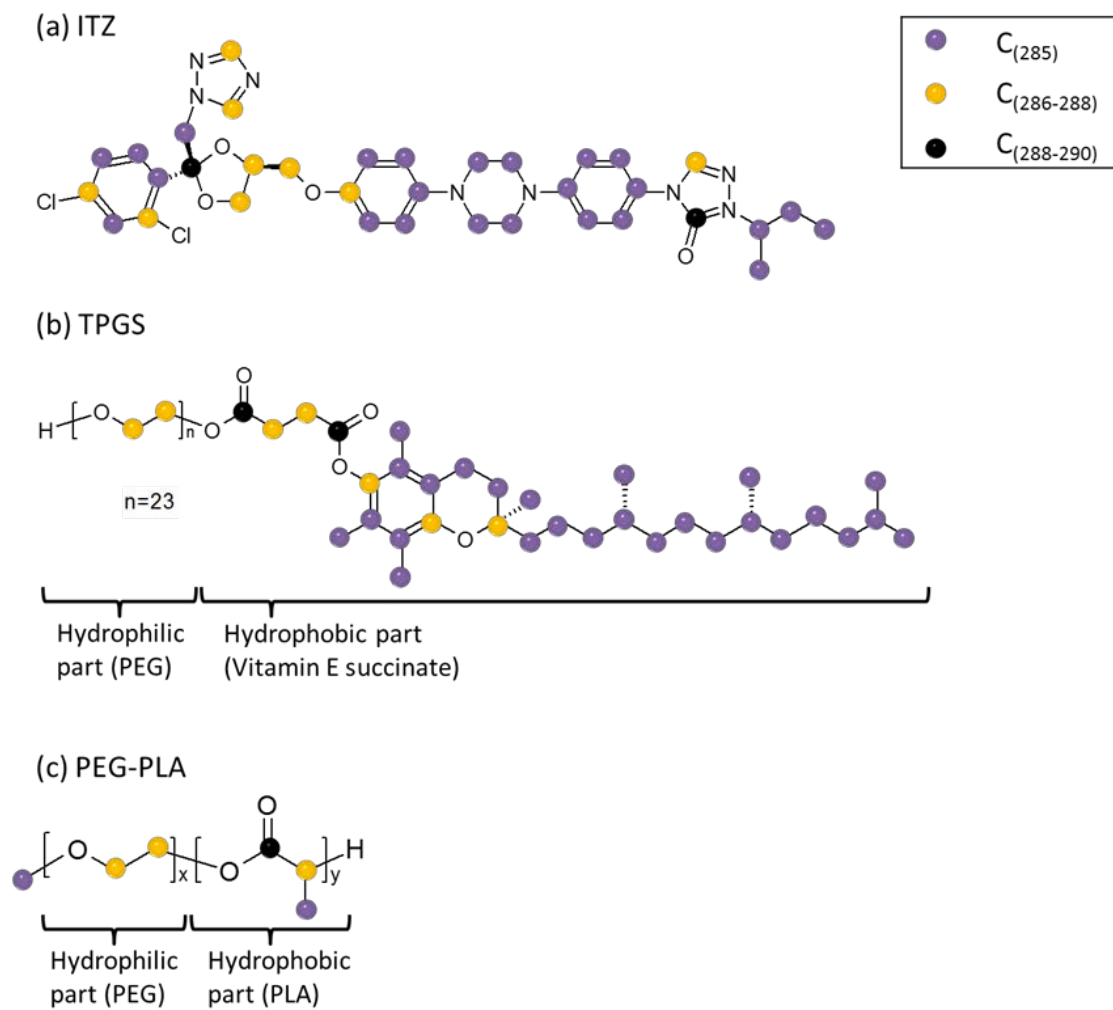 (a) ITZ
C(285)
C(286-288)
C(288-290)
N
N
N
O
O
Cl
Cl
O
N
N
N
N
N
O
(b) TPGS
O
O
H
[
O
]n
O
O
O
n=23
Hydrophilic
part (PEG)
Hydrophobic part
(Vitamin E succinate)
(c) PEG-PLA
O
[
O
]x
[
O
]y
H
Hydrophilic
part (PEG)
Hydrophobic
part (PLA)